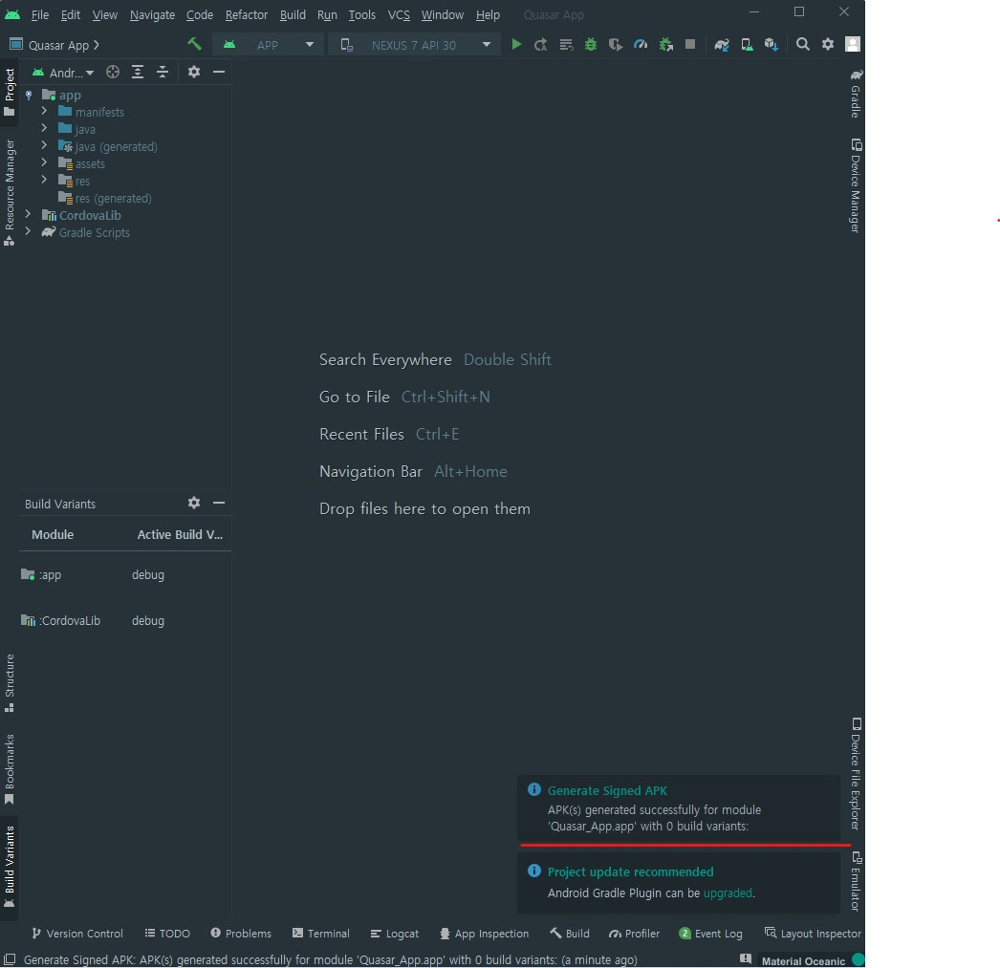 File Edit View Navigate Code Refactor Build Run Tools VCS Window Help Quasar App
Quasar App
APP
NEXUS 7 API 30
Andr...
Project
Resource Manager
app
manifests
java
java (generated)
assets
res
res (generated)
CordovaLib
Gradle Scripts
Gradle
Device Manager
Search Everywhere Double Shift
Go to File Ctrl+Shift+N
Recent Files Ctrl+E
Navigation Bar Alt+Home
Drop files here to open them
Build Variants
Module Active Build V...
:app debug
:CordovaLib debug
Structure
Bookmarks
Build Variants
Device File Explorer
Emulator
Generate Signed APK
APK(s) generated successfully for module
'Quasar_App.app' with 0 build variants:
Project update recommended
Android Gradle Plugin can be upgraded.
Version Control TODO Problems Terminal Logcat App Inspection Build Profiler 2 Event Log Layout Inspector
Generate Signed APK: APK(s) generated successfully for module 'Quasar_App.app' with 0 build variants: (a minute ago) Material Oceanic